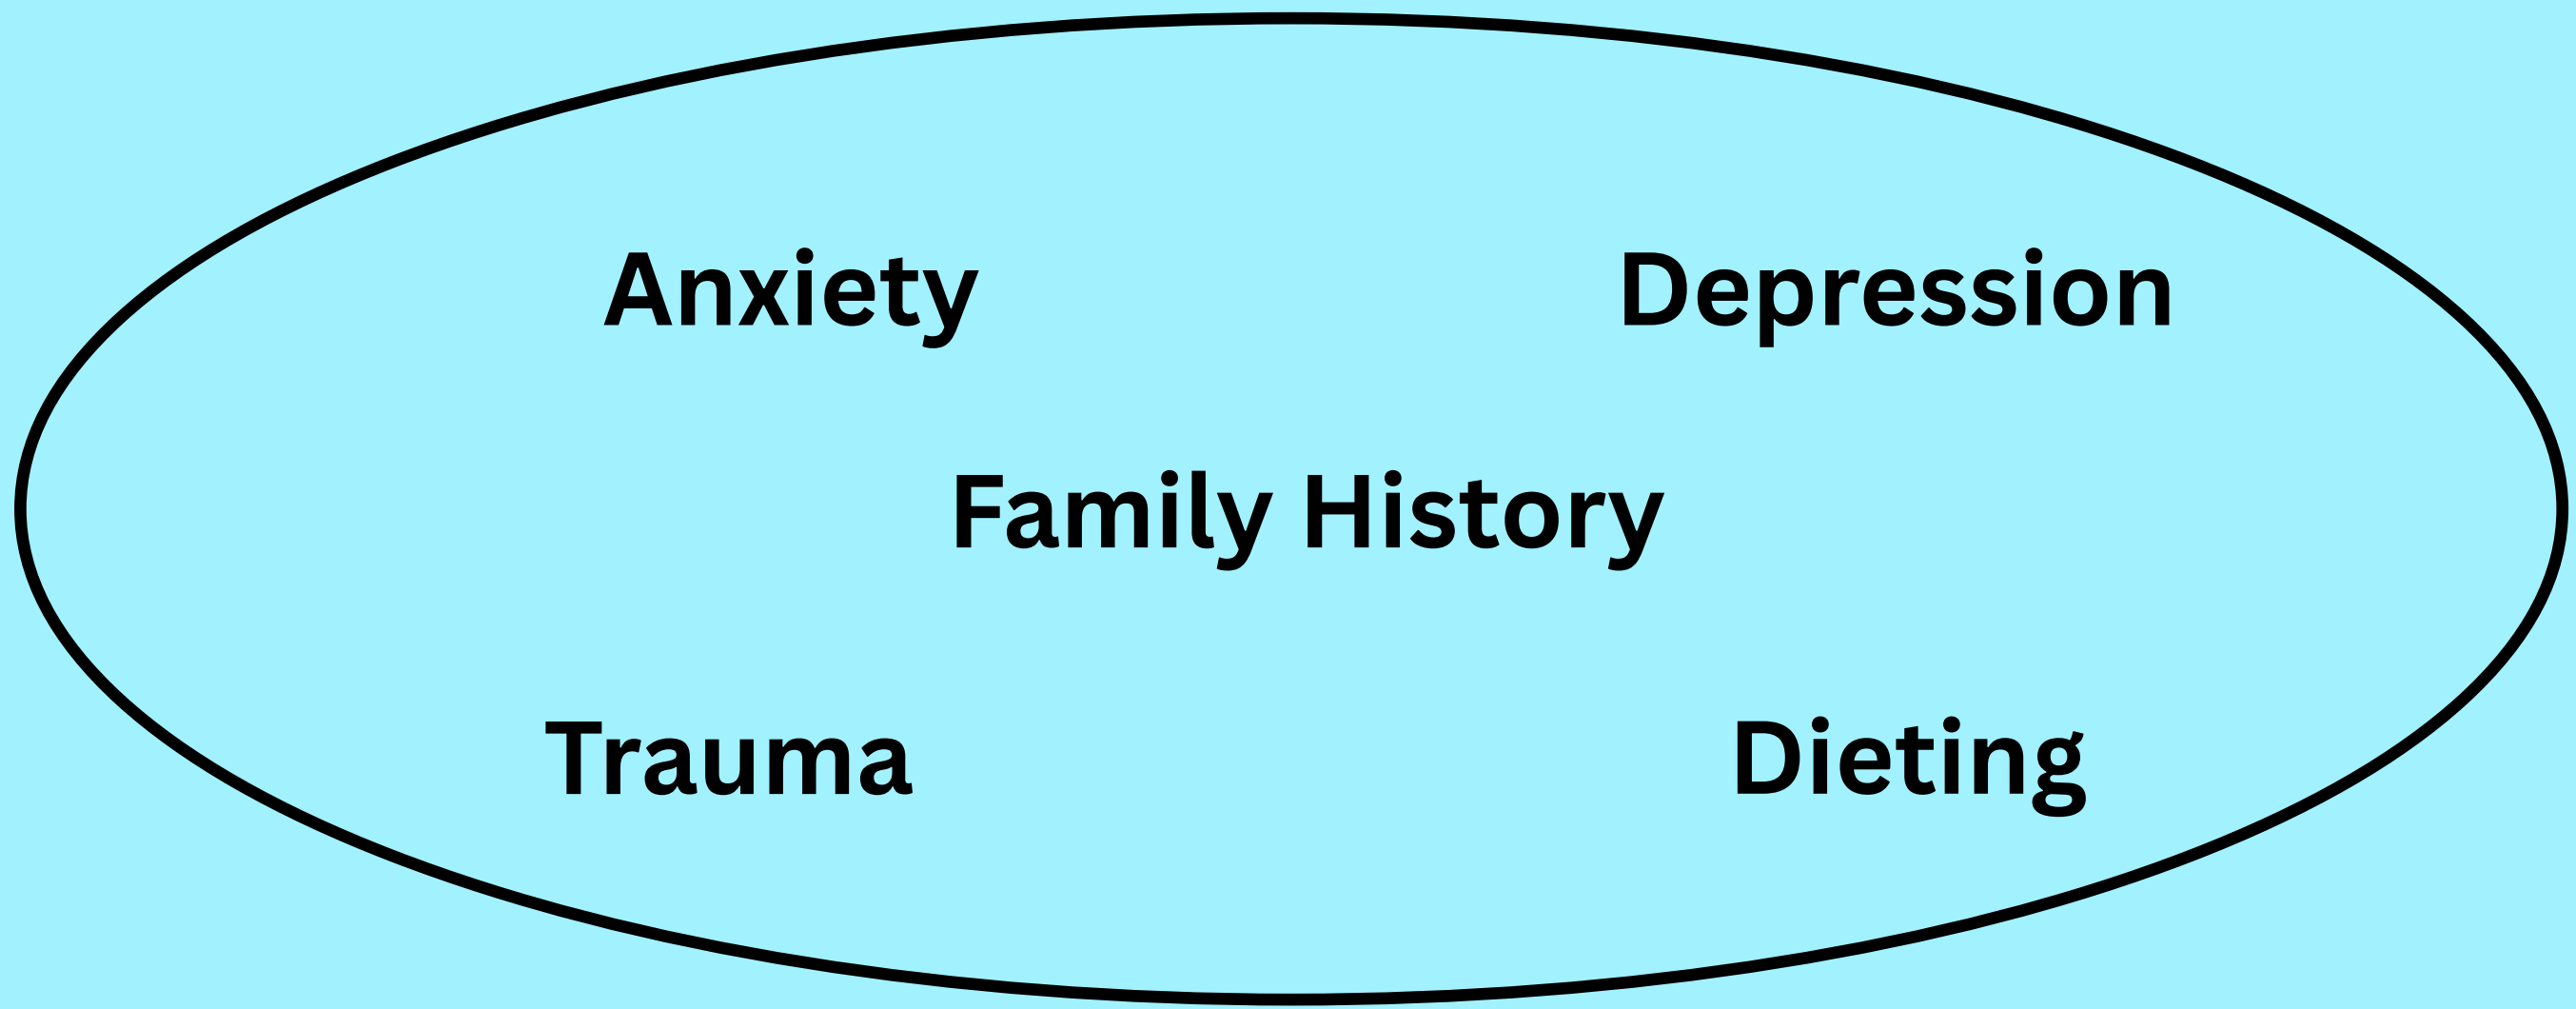 Anxiety
Depression
Family History
Trauma
Dieting